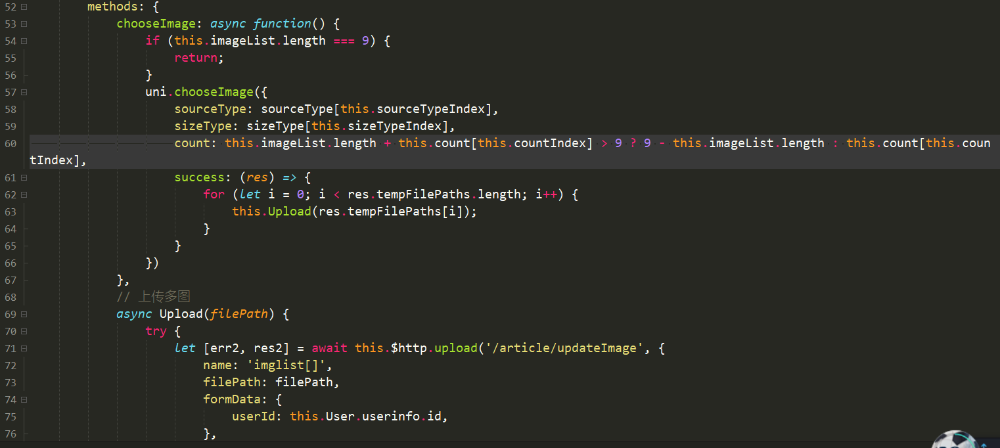 52 methods: {
53 chooseImage: async function() {
54 if (this.imageList.length === 9) {
55 return;
56 }
57 uni.chooseImage({
58 sourceType: sourceType[this.sourceTypeIndex],
59 sizeType: sizeType[this.sizeTypeIndex],
60 count: this.imageList.length + this.count[this.countIndex] > 9 ? 9 - this.imageList.length : this.count[this.coun
tIndex],
61 success: (res) => {
62 for (let i = 0; i < res.tempFilePaths.length; i++) {
63 this.Upload(res.tempFilePaths[i]);
64 }
65 }
66 })
67 },
68 // 上传多图
69 async Upload(filePath) {
70 try {
71 let [err2, res2] = await this.$http.upload('/article/updateImage', {
72 name: 'imglist[]',
73 filePath: filePath,
74 formData: {
75 userId: this.User.userinfo.id,
76 },